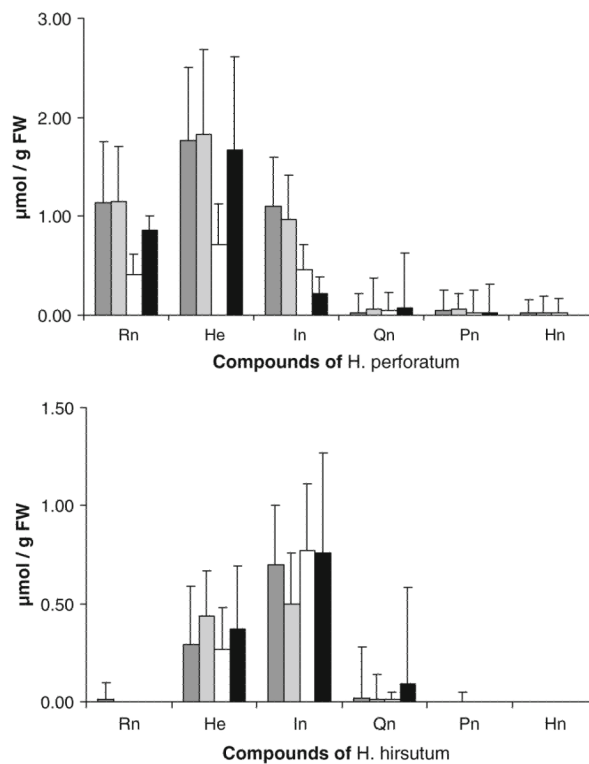 3.00
2.00
1.00
0.00
µmol / g FW
Rn He In Qn Pn Hn
Compounds of H. perforatum
1.50
1.00
0.50
0.00
µmol / g FW
Rn He In Qn Pn Hn
Compounds of H. hirsutum